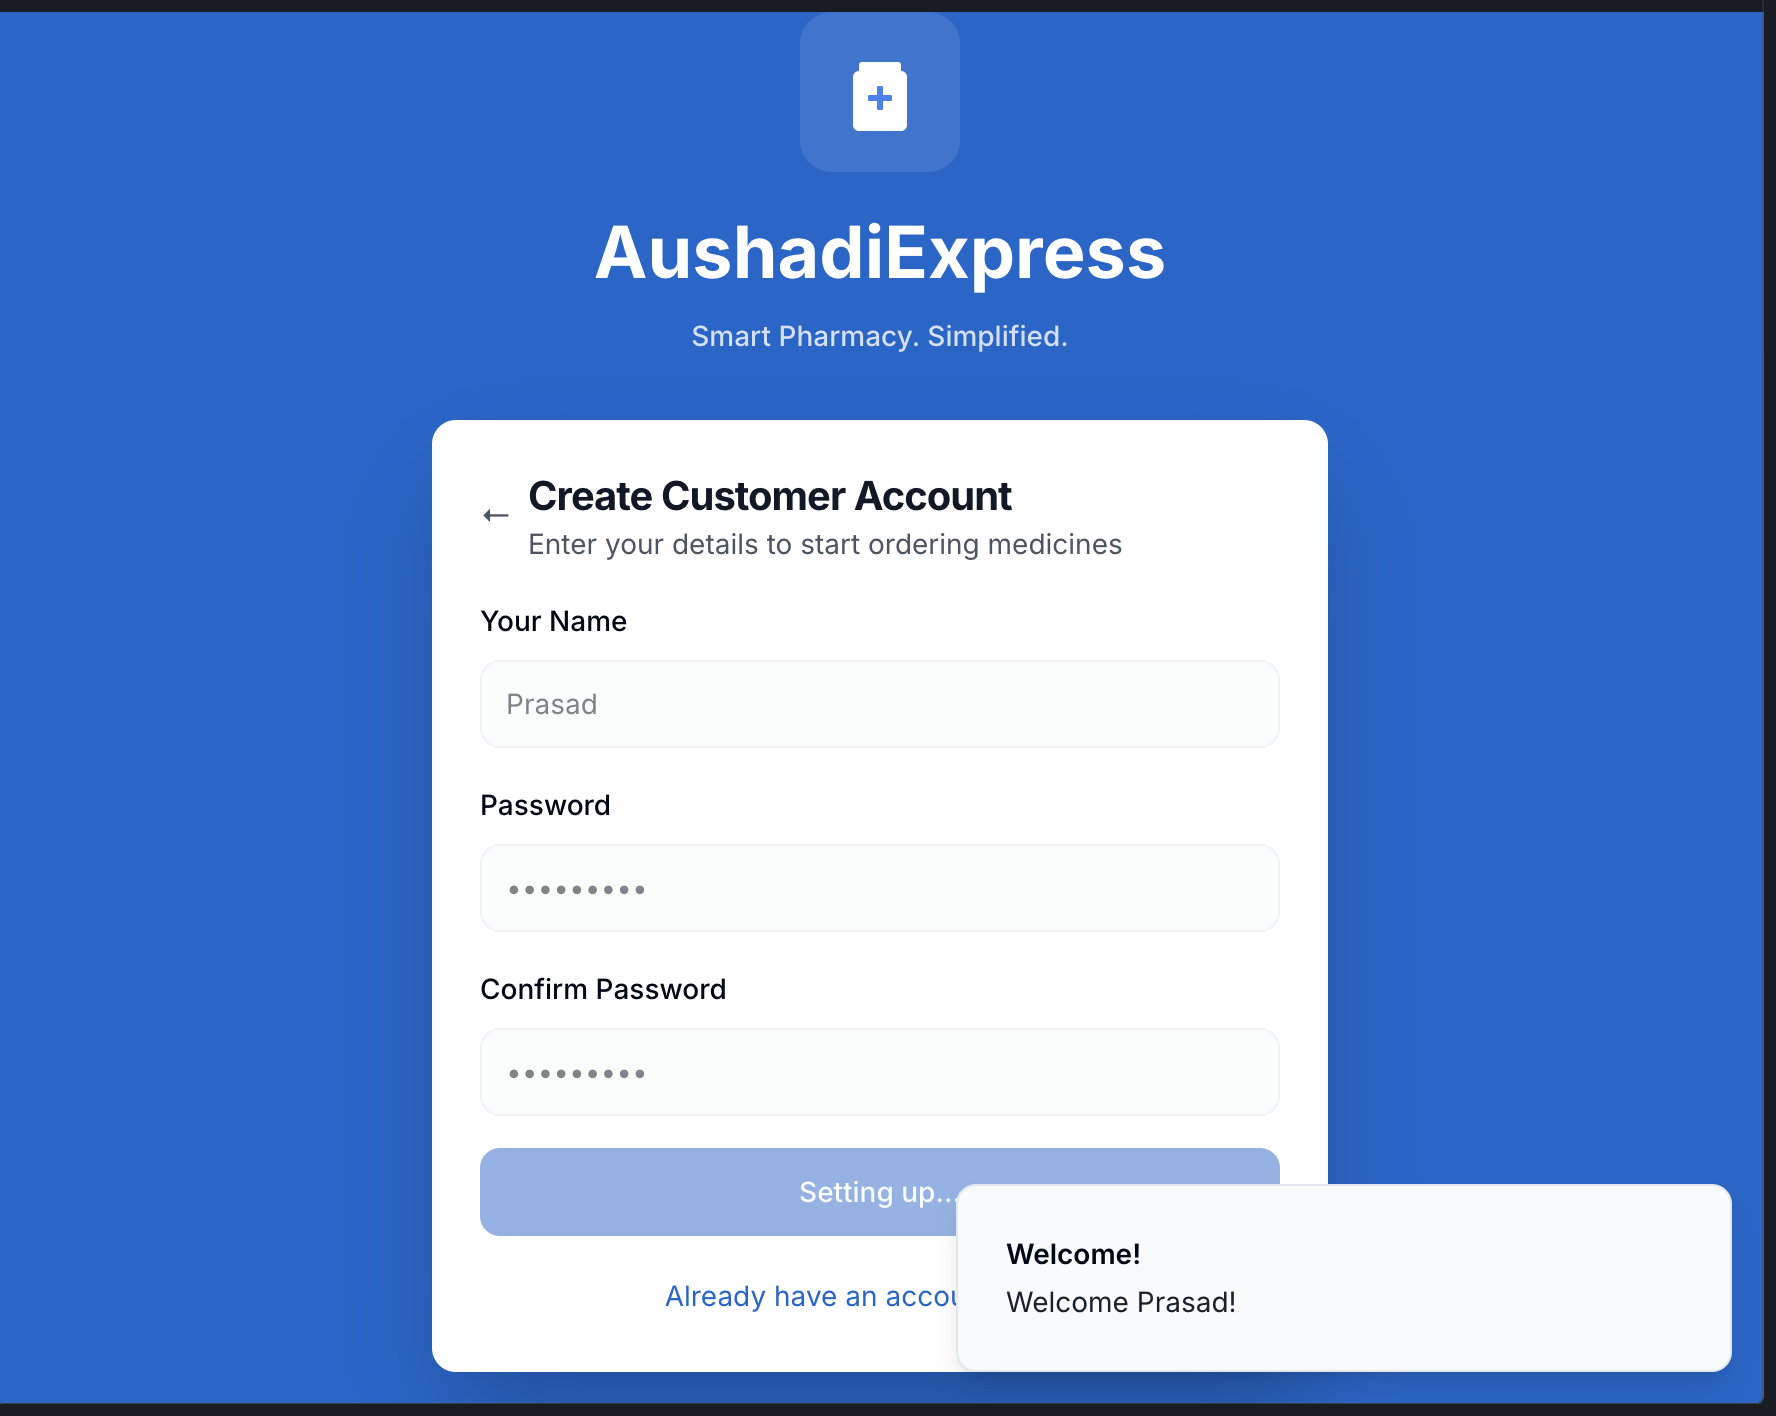 AushadiExpress
Smart Pharmacy. Simplified.
Create Customer Account
Enter your details to start ordering medicines
Your Name
Prasad
Password
•••••••••
Confirm Password
•••••••••
Setting up...
Already have an
Welcome!
Welcome Prasad!